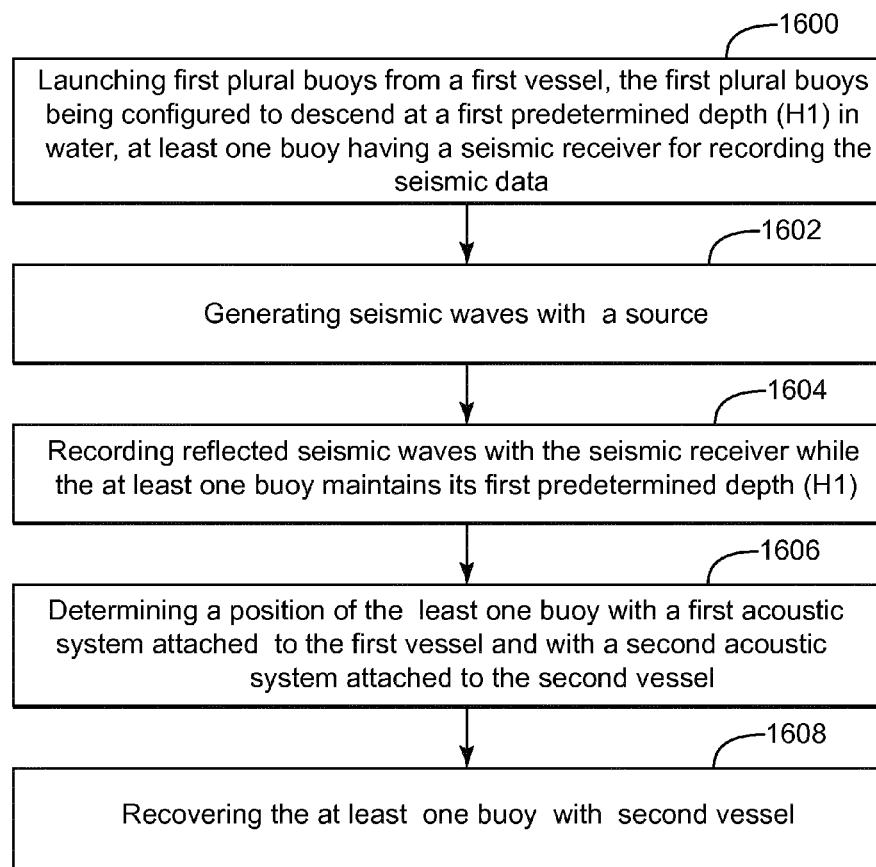 1600
Launching first plural buoys from a first vessel, the first plural buoys
being configured to descend at a first predetermined depth (H1) in
water, at least one buoy having a seismic receiver for recording the
seismic data
1602
Generating seismic waves with a source
1604
Recording reflected seismic waves with the seismic receiver while
the at least one buoy maintains its first predetermined depth (H1)
1606
Determining a position of the least one buoy with a first acoustic
system attached to the first vessel and with a second acoustic
system attached to the second vessel
1608
Recovering the at least one buoy with second vessel